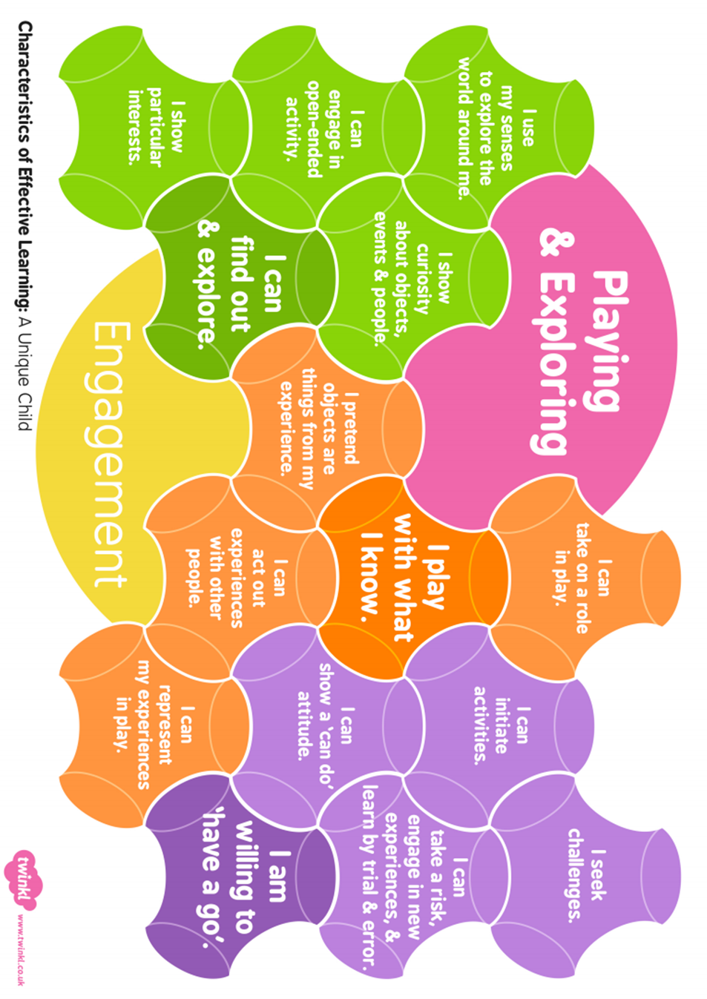 Playing
& Exploring
I use
my senses
to explore the
world around me.
I can
engage in
open-ended
activity.
I show
particular
interests.
I show
curiosity
about objects,
events & people.
I can
find out
& explore.
I pretend
objects are
things from my
experience.
I can
take on a role
in play.
I play
with what
I know.
I can
act out
experiences
with other
people.
I can
represent
my experiences
in play.
I can
initiate
activities.
I can
show a ‘can do’
attitude.
I seek
challenges.
I can
take a risk,
engage in new
experiences, &
learn by trial & error.
I am
willing to
‘have a go’.
Engagement
Characteristics of Effective Learning: A Unique Child
twinkl www.twinkl.co.uk